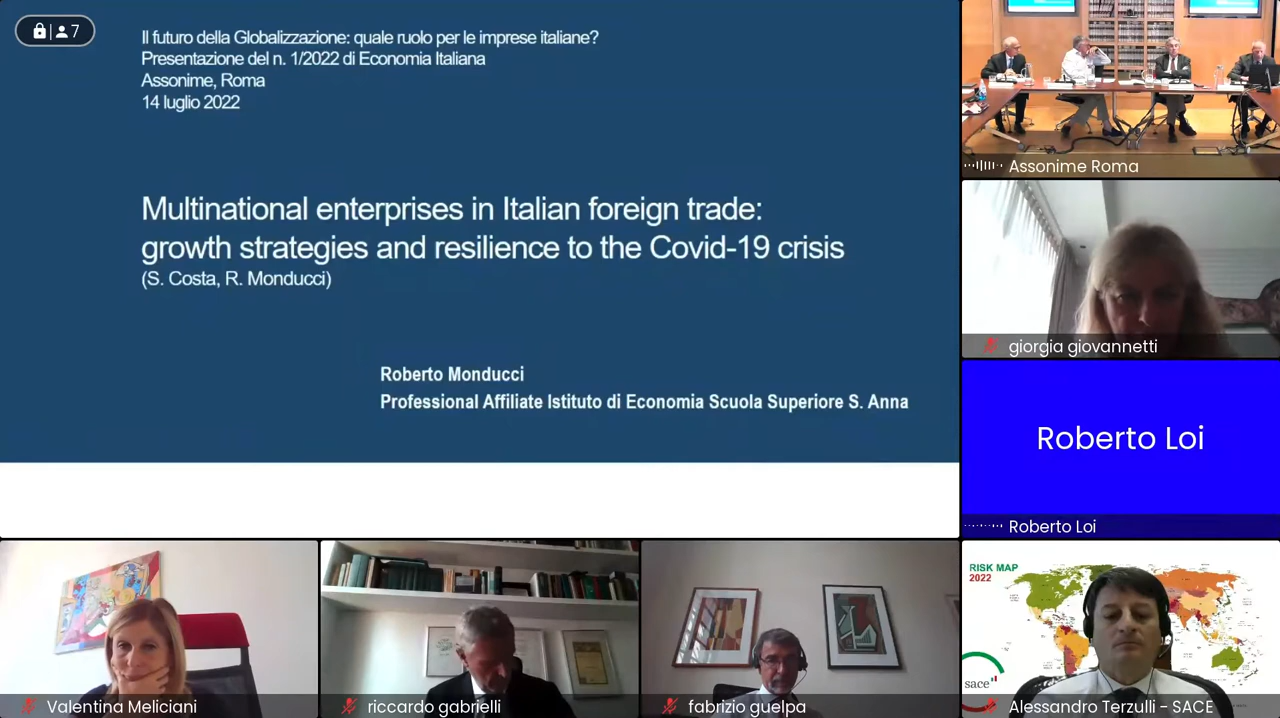 7
Il futuro della Globalizzazione: quale ruolo per le imprese italiane?
Presentazione del n. 1/2022 di Economia Italiana
Assonime, Roma
14 luglio 2022
Multinational enterprises in Italian foreign trade:
growth strategies and resilience to the Covid-19 crisis
(S. Costa, R. Monducci)
Roberto Monducci
Professional Affiliate Istituto di Economia Scuola Superiore S. Anna
Assonime Roma
giorgia giovannetti
Roberto Loi
Roberto Loi
Valentina Meliciani
riccardo gabrielli
fabrizio guelpa
RISK MAP
2022
sace
Alessandro Terzulli - SACE